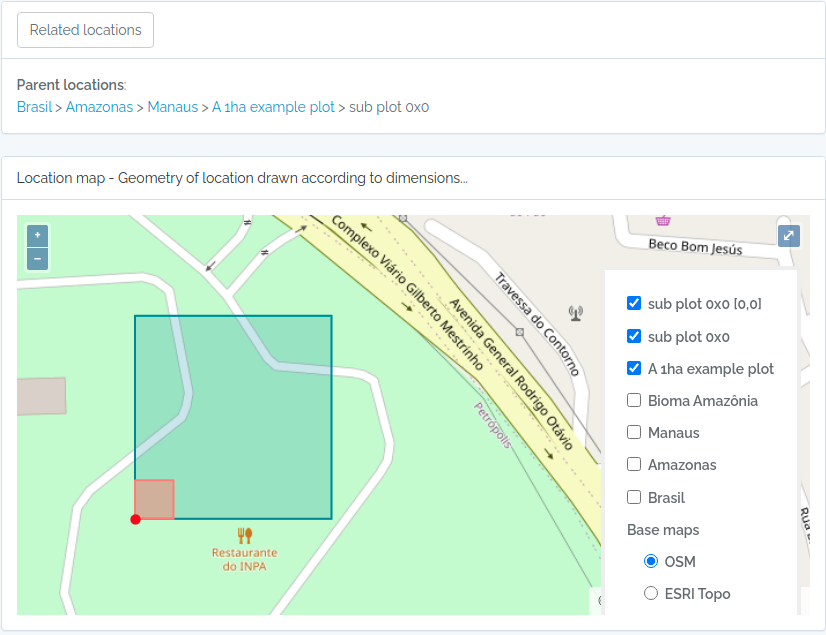 Related locations
Parent locations:
Brasil > Amazonas > Manaus > A 1ha example plot > sub plot 0x0
Location map - Geometry of location drawn according to dimensions...
+
−
Complexo Viário Gilberto Mestrinho
Avenida General Rodrigo Otávio
Travessa do Contorno
Beco Bom Jesús
Petrópolis
Restaurante
do INPA
sub plot 0x0 [0,0]
sub plot 0x0
A 1ha example plot
Bioma Amazônia
Manaus
Amazonas
Brasil
Base maps
OSM
ESRI Topo